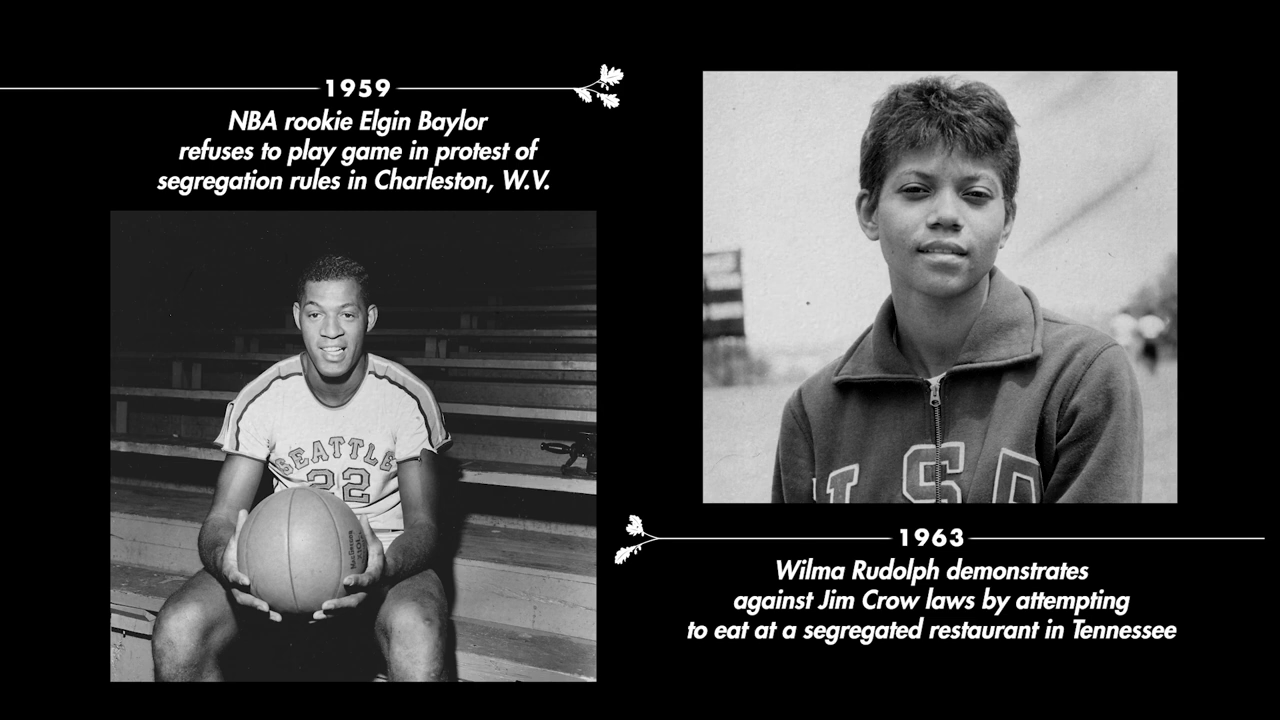 1959
NBA rookie Elgin Baylor
refuses to play game in protest of
segregation rules in Charleston, W.V.
SEATTLE
22
USA
1963
Wilma Rudolph demonstrates
against Jim Crow laws by attempting
to eat at a segregated restaurant in Tennessee